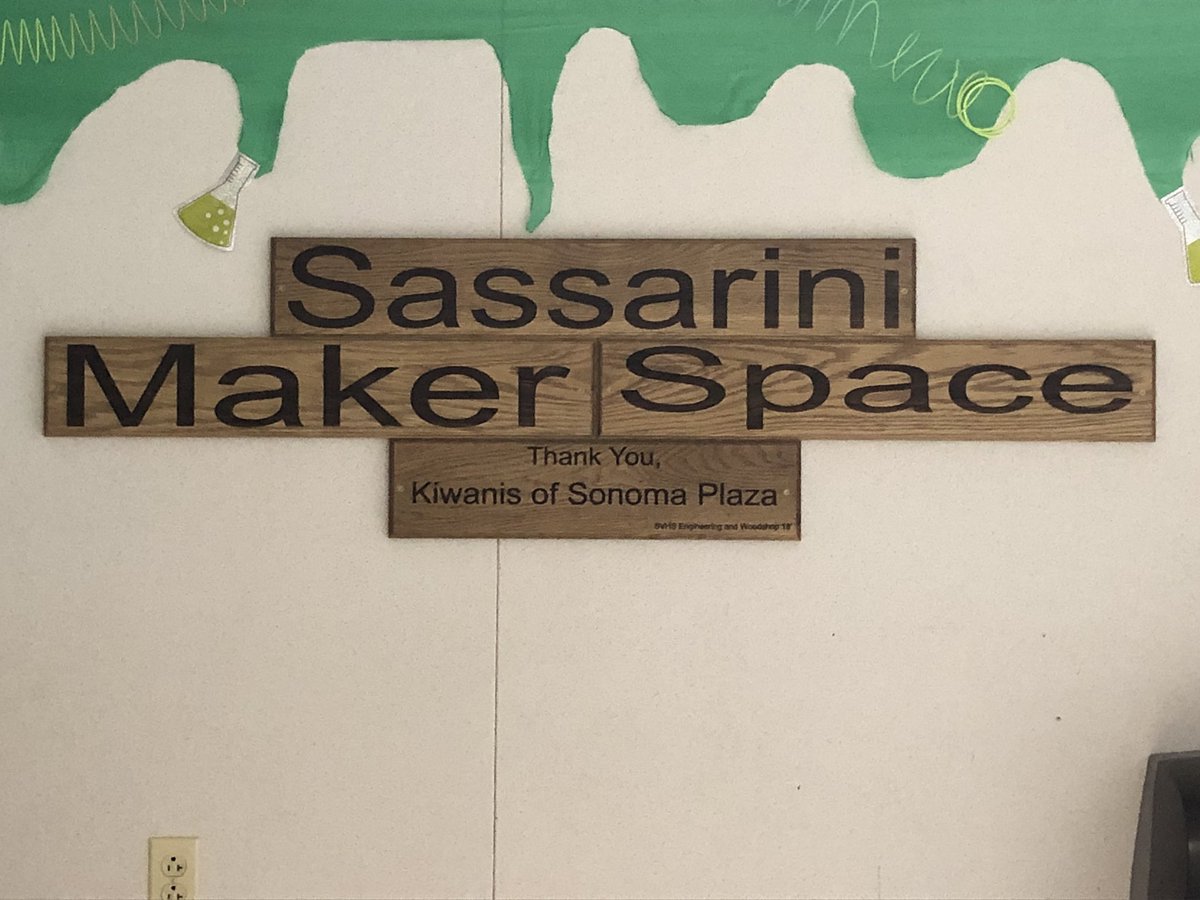 Sassarini
Maker Space
Thank You,
Kiwanis of Sonoma Plaza
SVHS Engineering and Woodshop 18'